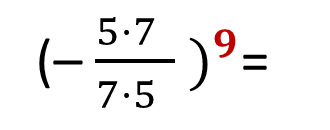 (− 5·7 / 7·5 )⁹ =